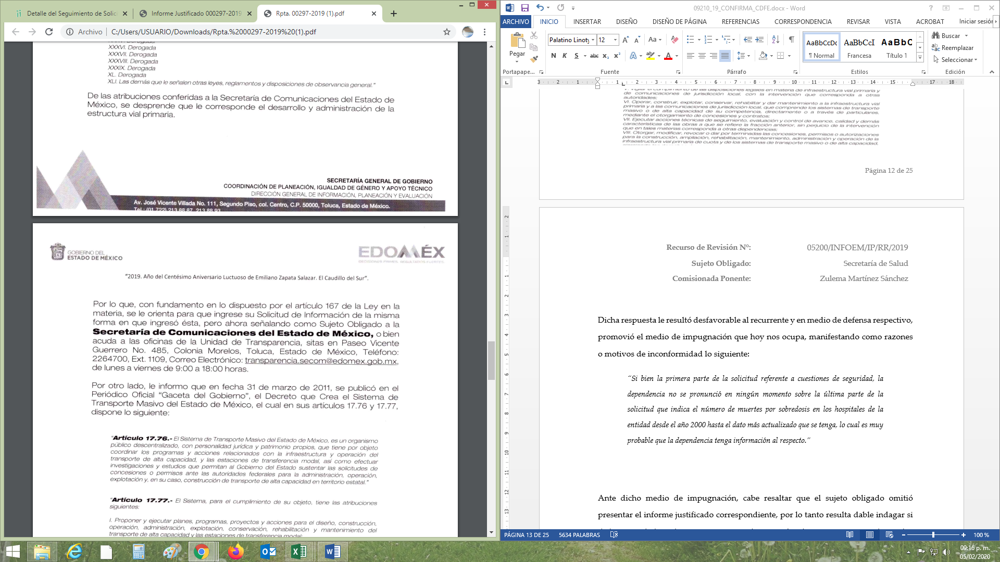 Detalle del Seguimiento de Solici
Informe Justificado 000297-2019
Rpta. 00297-2019 (1).pdf
Archivo
C:/Users/USUARIO/Downloads/Rpta.%2000297-2019%20(1).pdf
XXXVI. Derogada
XXXVII. Derogada
XXXVIII. Derogada
XXXIX. Derogada
XL. Derogada
XLI. Las demás que le señalen otras leyes, reglamentos y disposiciones de observancia general."
De las atribuciones conferidas a la Secretaría de Comunicaciones del Estado de
México, se desprende que le corresponde el desarrollo y administración de la
estructura vial primaria.
SECRETARÍA GENERAL DE GOBIERNO
COORDINACIÓN DE PLANEACIÓN, IGUALDAD DE GÉNERO Y APOYO TÉCNICO
DIRECCIÓN GENERAL DE INFORMACIÓN, PLANEACIÓN Y EVALUACIÓN
Av. José Vicente Villada No. 111, Segundo Piso, col. Centro, C.P. 50000, Toluca, Estado de México.
Tel.: (01 722) 213 88 87, 213 88 93
GOBIERNO DEL
ESTADO DE MÉXICO
EDOMÉX
DECISIONES FIRMES, RESULTADOS FUERTES.
"2019. Año del Centésimo Aniversario Luctuoso de Emiliano Zapata Salazar. El Caudillo del Sur".
Por lo que, con fundamento en lo dispuesto por el artículo 167 de la Ley en la
materia, se le orienta para que ingrese su Solicitud de Información de la misma
forma en que ingresó ésta, pero ahora señalando como Sujeto Obligado a la
Secretaría de Comunicaciones del Estado de México, o bien
acuda a las oficinas de la Unidad de Transparencia, sitas en Paseo Vicente
Guerrero No. 485, Colonia Morelos, Toluca, Estado de México, Teléfono:
2264700, Ext. 1109, Correo Electrónico: transparencia.secom@edomex.gob.mx,
de lunes a viernes de 9:00 a 18:00 horas.
Por otro lado, le informo que en fecha 31 de marzo de 2011, se publicó en el
Periódico Oficial "Gaceta del Gobierno", el Decreto que Crea el Sistema de
Transporte Masivo del Estado de México, el cual en sus artículos 17.76 y 17.77,
dispone lo siguiente:
"Artículo 17.76.- El Sistema de Transporte Masivo del Estado de México, es un organismo
público descentralizado, con personalidad jurídica y patrimonio propios, que tiene por objeto
coordinar los programas y acciones relacionados con la infraestructura y operación del
transporte de alta capacidad, y las estaciones de transferencia modal, así como efectuar
investigaciones y estudios que permitan al Gobierno del Estado sustentar las solicitudes de
concesiones o permisos ante las autoridades federales para la administración, operación,
explotación y, en su caso, construcción de transporte de alta capacidad en territorio estatal."
"Artículo 17.77.- El Sistema, para el cumplimiento de su objeto, tiene las atribuciones
siguientes:
I. Proponer y ejecutar planes, programas, proyectos y acciones para el diseño, construcción,
operación, administración, explotación, conservación, rehabilitación y mantenimiento del
transporte de alta capacidad y las estaciones de transferencia modal;
09210_19_CONFIRMA_CDFE.docx - Word
ARCHIVO INICIO INSERTAR DISEÑO DISEÑO DE PÁGINA REFERENCIAS CORRESPONDENCIA REVISAR VISTA ACROBAT Iniciar sesión
Pegar
Palatino Linoty 12 Aa
N K S abc x₂ x²
AaBbCcDc AaBbCcI AaBbC
¶ Normal Francesa Título 1
Buscar
Reemplazar
Seleccionar
Portapape... Fuente Párrafo Estilos Edición
3 2 1 1 2 3 4 5 6 7 8 9 10 11 12 13 14 15 17 18
V. Vigilar el cumplimiento de las disposiciones legales en materia de infraestructura vial primaria y
de comunicaciones de jurisdicción local, con la intervención que corresponda a otras
autoridades;
VI. Operar, construir, explotar, conservar, rehabilitar y dar mantenimiento a la infraestructura vial
primaria y a las comunicaciones de jurisdicción local, que comprende los sistemas de transporte
masivo o de alta capacidad de su competencia, directamente o a través de particulares,
mediante el otorgamiento de concesiones y contratos;
VII. Ejecutar acciones técnicas de seguimiento, evaluación y control de avance, calidad y demás
características de las obras a que se refiere la fracción anterior, sin perjuicio de la intervención
que en tales materias corresponda a otras dependencias;
VIII. Otorgar, modificar, revocar o dar por terminadas las concesiones, permisos o autorizaciones
para la construcción, ampliación, rehabilitación, mantenimiento, administración y operación de la
infraestructura vial primaria de cuota y de los sistemas de transporte masivo o de alta capacidad,
Página 12 de 25
Recurso de Revisión N°: 05200/INFOEM/IP/RR/2019
Sujeto Obligado: Secretaría de Salud
Comisionada Ponente: Zulema Martínez Sánchez
Dicha respuesta le resultó desfavorable al recurrente y en medio de defensa respectivo,
promovió el medio de impugnación que hoy nos ocupa, manifestando como razones
o motivos de inconformidad lo siguiente:
“Si bien la primera parte de la solicitud referente a cuestiones de seguridad, la
dependencia no se pronunció en ningún momento sobre la última parte de la
solicitud que indica el número de muertes por sobredosis en los hospitales de la
entidad desde el año 2000 hasta el dato más actualizado que se tenga, lo cual es muy
probable que la dependencia tenga información al respecto.”
Ante dicho medio de impugnación, cabe resaltar que el sujeto obligado omitió
presentar el informe justificado correspondiente, por lo tanto resulta dable indagar si
PÁGINA 13 DE 25 5634 PALABRAS 100 %
09:16 p. m.
05/02/2020